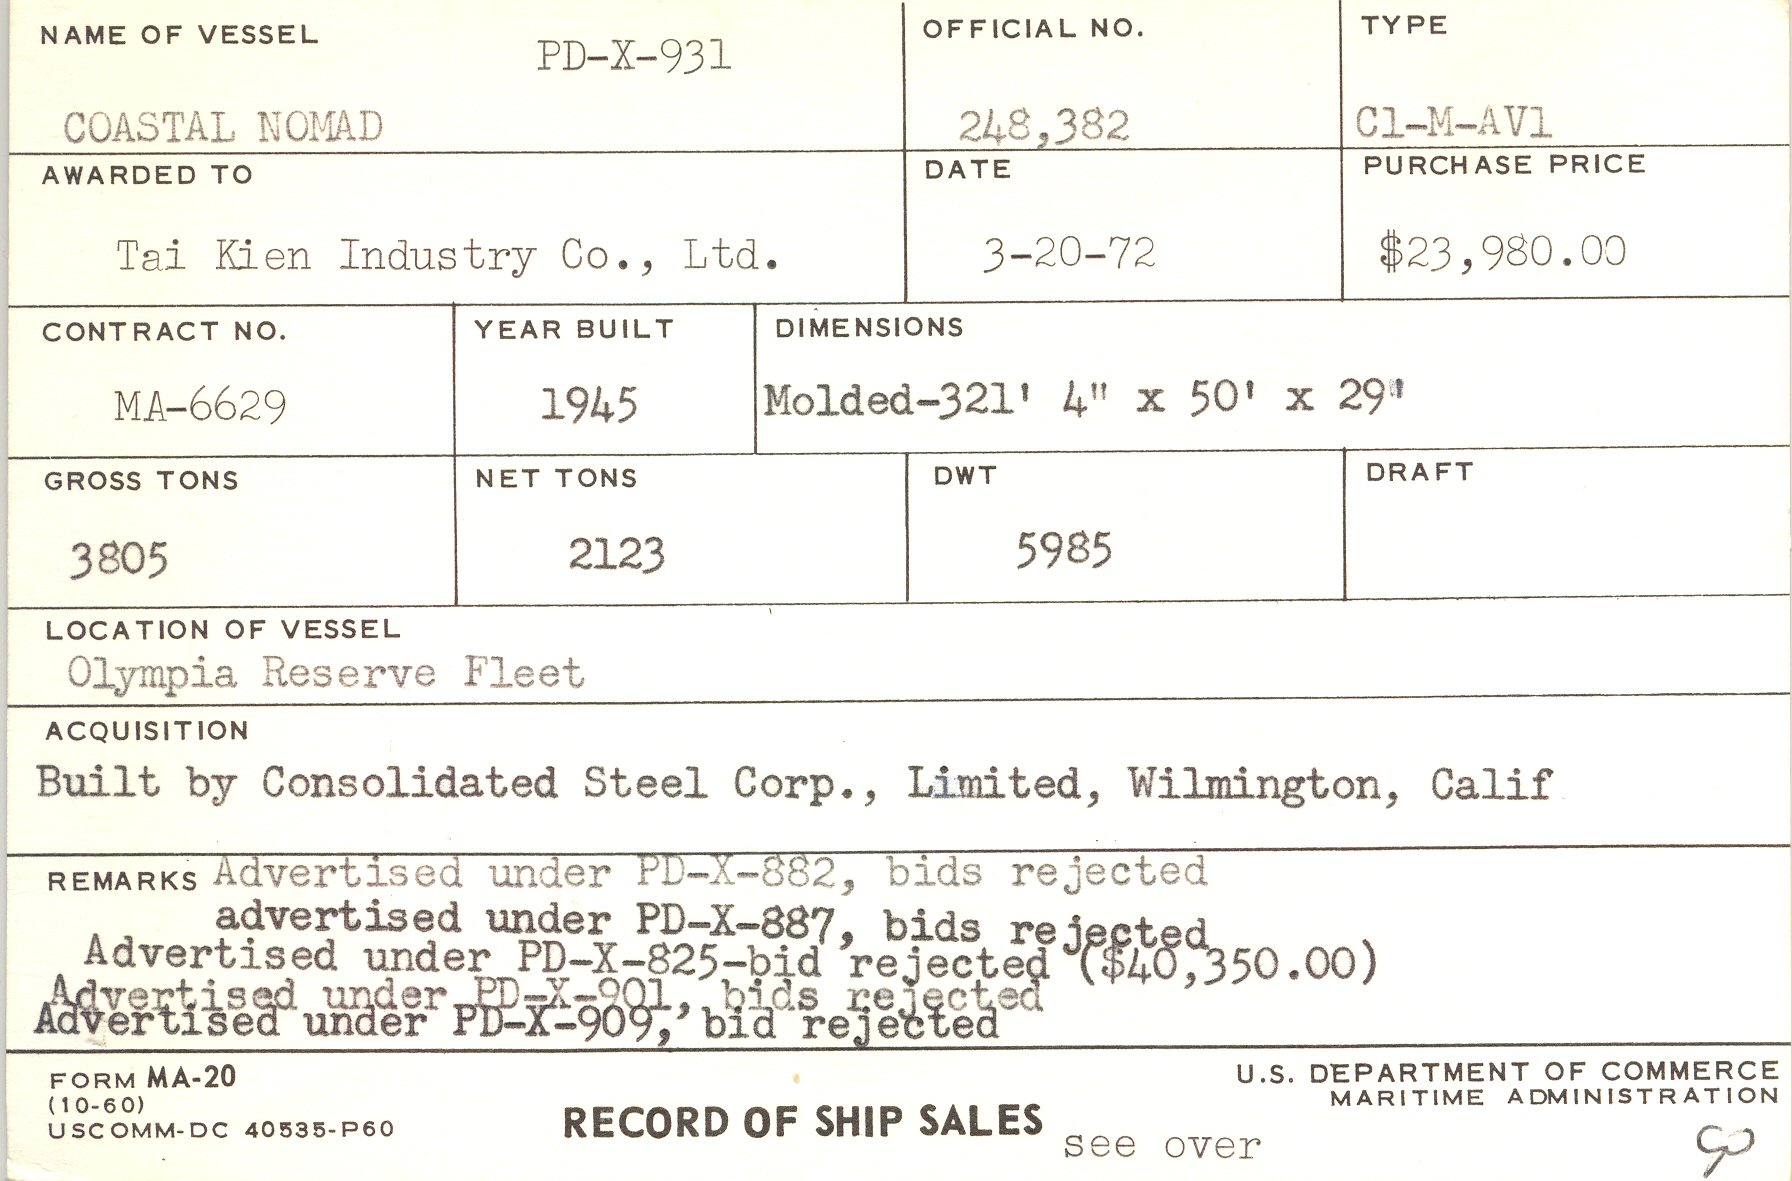 NAME OF VESSEL
PD-X-931
COASTAL NOMAD
OFFICIAL NO.
248,382
TYPE
C1-M-AV1
AWARDED TO
Tai Kien Industry Co., Ltd.
DATE
3-20-72
PURCHASE PRICE
$23,980.00
CONTRACT NO.
MA-6629
YEAR BUILT
1945
DIMENSIONS
Molded-321' 4" x 50' x 29'
GROSS TONS
3805
NET TONS
2123
DWT
5985
DRAFT
LOCATION OF VESSEL
Olympia Reserve Fleet
ACQUISITION
Built by Consolidated Steel Corp., Limited, Wilmington, Calif
REMARKS Advertised under PD-X-882, bids rejected
advertised under PD-X-887, bids rejected
Advertised under PD-X-825-bid rejected ($40,350.00)
Advertised under PD-X-901, bids rejected
Advertised under PD-X-909, bid rejected
FORM MA-20
(10-60)
USCOMM-DC 40535-P60
RECORD OF SHIP SALES
see over
U.S. DEPARTMENT OF COMMERCE
MARITIME ADMINISTRATION